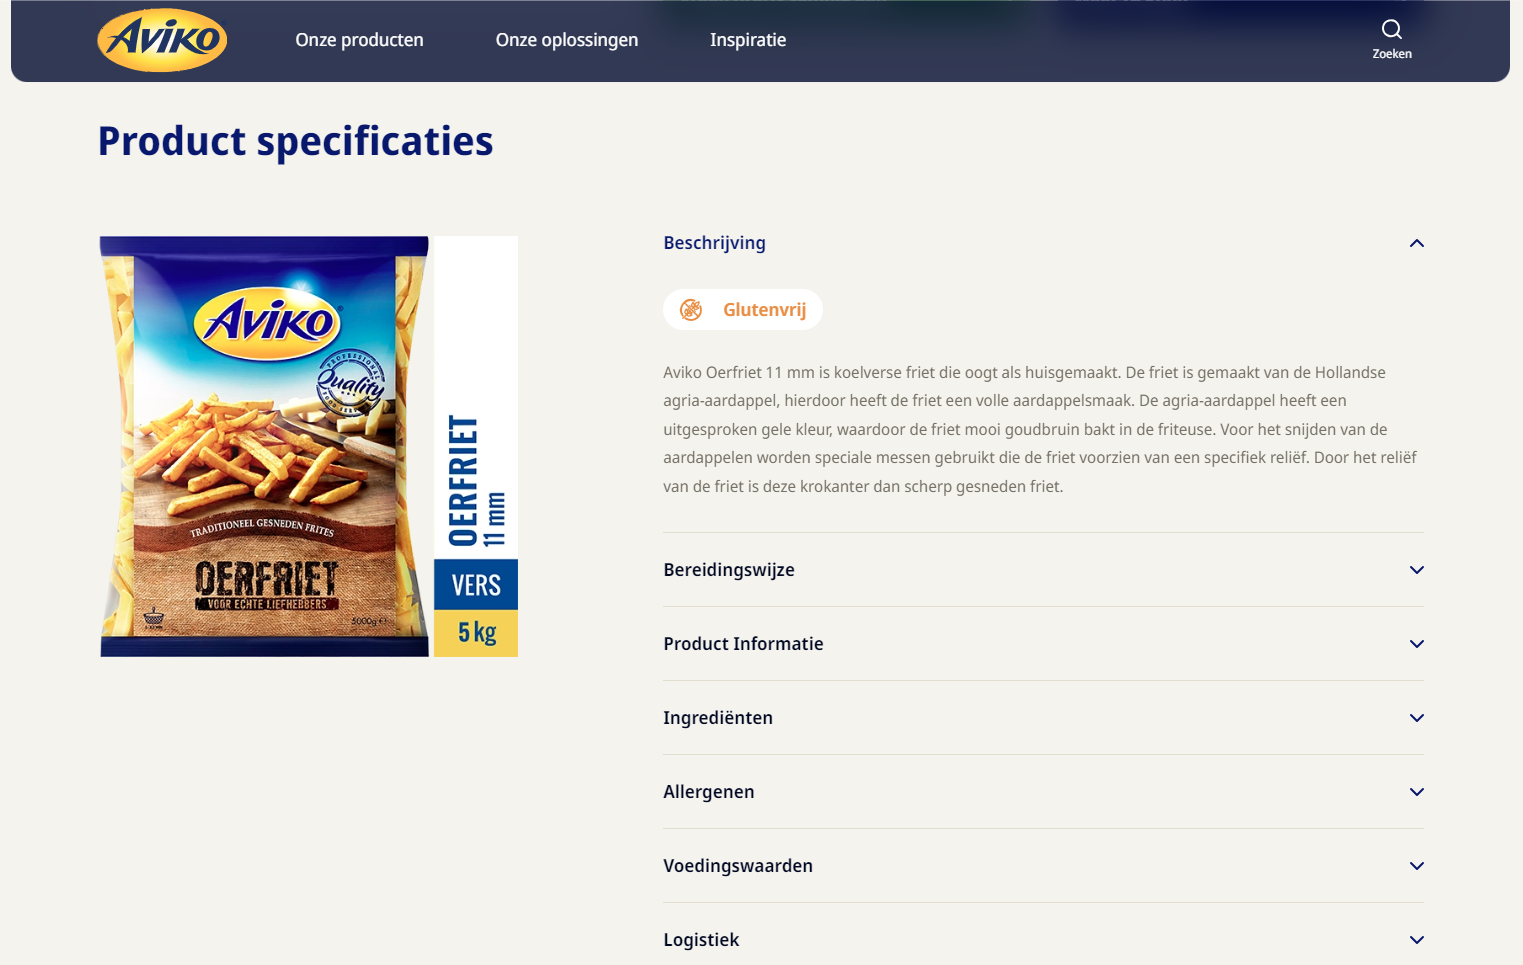 Aviko
Onze producten
Onze oplossingen
Inspiratie
Zoeken
Product specificaties
Aviko
PROFESSIONAL
Quality
TRADITIONEEL GESNEDEN FRITES
OERFRIET
VOOR ECHTE LIEFHEBBERS
5000g e
OERFRIET
11 mm
VERS
5 kg
Beschrijving
Glutenvrij
Aviko Oerfriet 11 mm is koelverse friet die oogt als huisgemaakt. De friet is gemaakt van de Hollandse
agria-aardappel, hierdoor heeft de friet een volle aardappelsmaak. De agria-aardappel heeft een
uitgesproken gele kleur, waardoor de friet mooi goudbruin bakt in de friteuse. Voor het snijden van de
aardappelen worden speciale messen gebruikt die de friet voorzien van een specifiek reliëf. Door het reliëf
van de friet is deze krokanter dan scherp gesneden friet.
Bereidingswijze
Product Informatie
Ingrediënten
Allergenen
Voedingswaarden
Logistiek